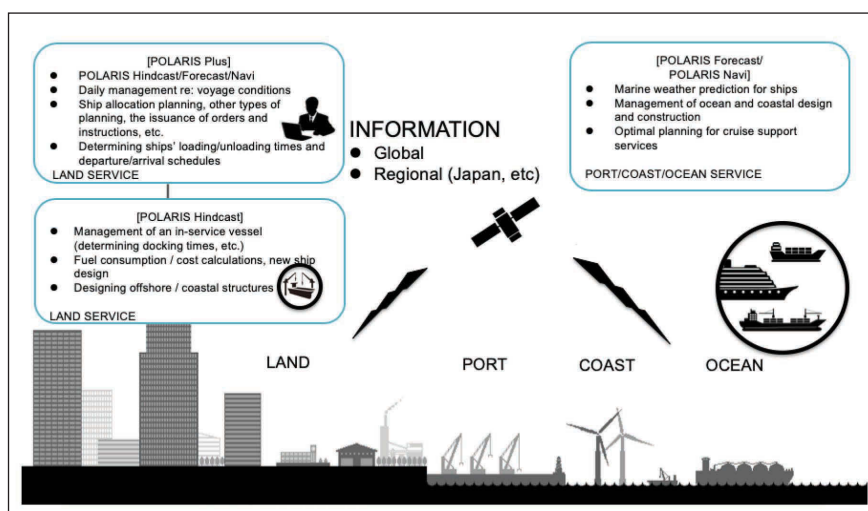 [POLARIS Plus]
● POLARIS Hindcast/Forecast/Navi
● Daily management re: voyage conditions
● Ship allocation planning, other types of
planning, the issuance of orders and
instructions, etc.
● Determining ships' loading/unloading times and
departure/arrival schedules
LAND SERVICE
[POLARIS Hindcast]
● Management of an in-service vessel
(determining docking times, etc.)
● Fuel consumption / cost calculations, new ship
design
● Designing offshore / coastal structures
LAND SERVICE
INFORMATION
● Global
● Regional (Japan, etc)
[POLARIS Forecast/
POLARIS Navi]
● Marine weather prediction for ships
● Management of ocean and coastal design
and construction
● Optimal planning for cruise support
services
PORT/COAST/OCEAN SERVICE
LAND
PORT
COAST
OCEAN